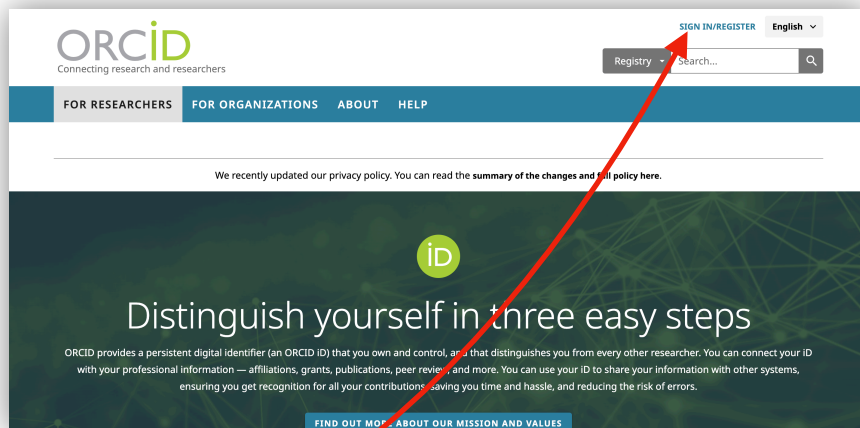 SIGN IN/REGISTER English
ORCID
Connecting research and researchers
Registry Search...
FOR RESEARCHERS FOR ORGANIZATIONS ABOUT HELP
We recently updated our privacy policy. You can read the summary of the changes and full policy here.
iD
Distinguish yourself in three easy steps
ORCID provides a persistent digital identifier (an ORCID iD) that you own and control, and that distinguishes you from every other researcher. You can connect your iD
with your professional information — affiliations, grants, publications, peer review, and more. You can use your iD to share your information with other systems,
ensuring you get recognition for all your contributions, saving you time and hassle, and reducing the risk of errors.
FIND OUT MORE ABOUT OUR MISSION AND VALUES